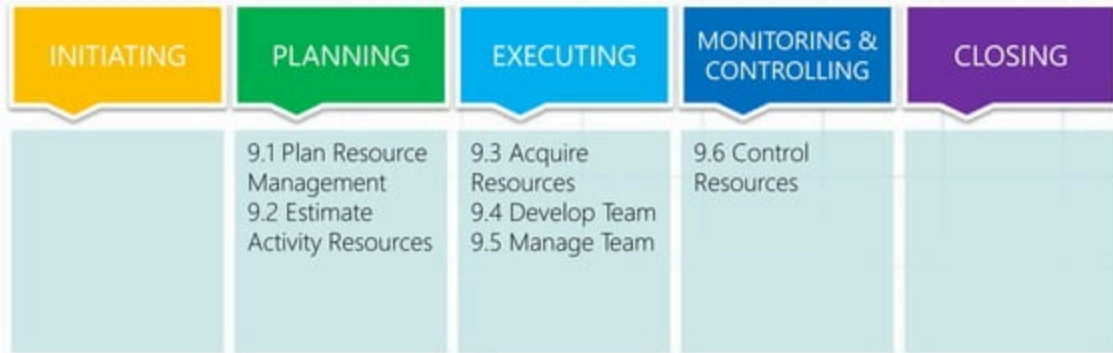 INITIATING
PLANNING
EXECUTING
MONITORING &
CONTROLLING
CLOSING
9.1 Plan Resource
Management
9.2 Estimate
Activity Resources
9.3 Acquire
Resources
9.4 Develop Team
9.5 Manage Team
9.6 Control
Resources